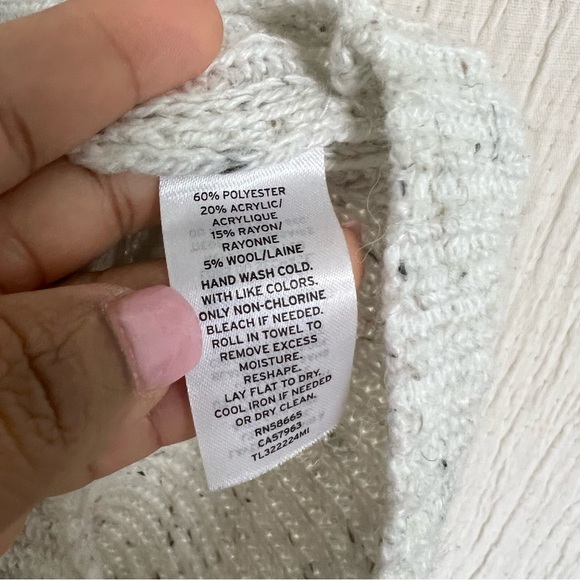 60% POLYESTER
20% ACRYLIC/
ACRYLIQUE
15% RAYON/
RAYONNE
5% WOOL/LAINE
HAND WASH COLD.
WITH LIKE COLORS.
ONLY NON-CHLORINE
BLEACH IF NEEDED.
ROLL IN TOWEL TO
REMOVE EXCESS
MOISTURE.
RESHAPE.
LAY FLAT TO DRY.
COOL IRON IF NEEDED
OR DRY CLEAN.
RN58665
CA57963
TL322224MI